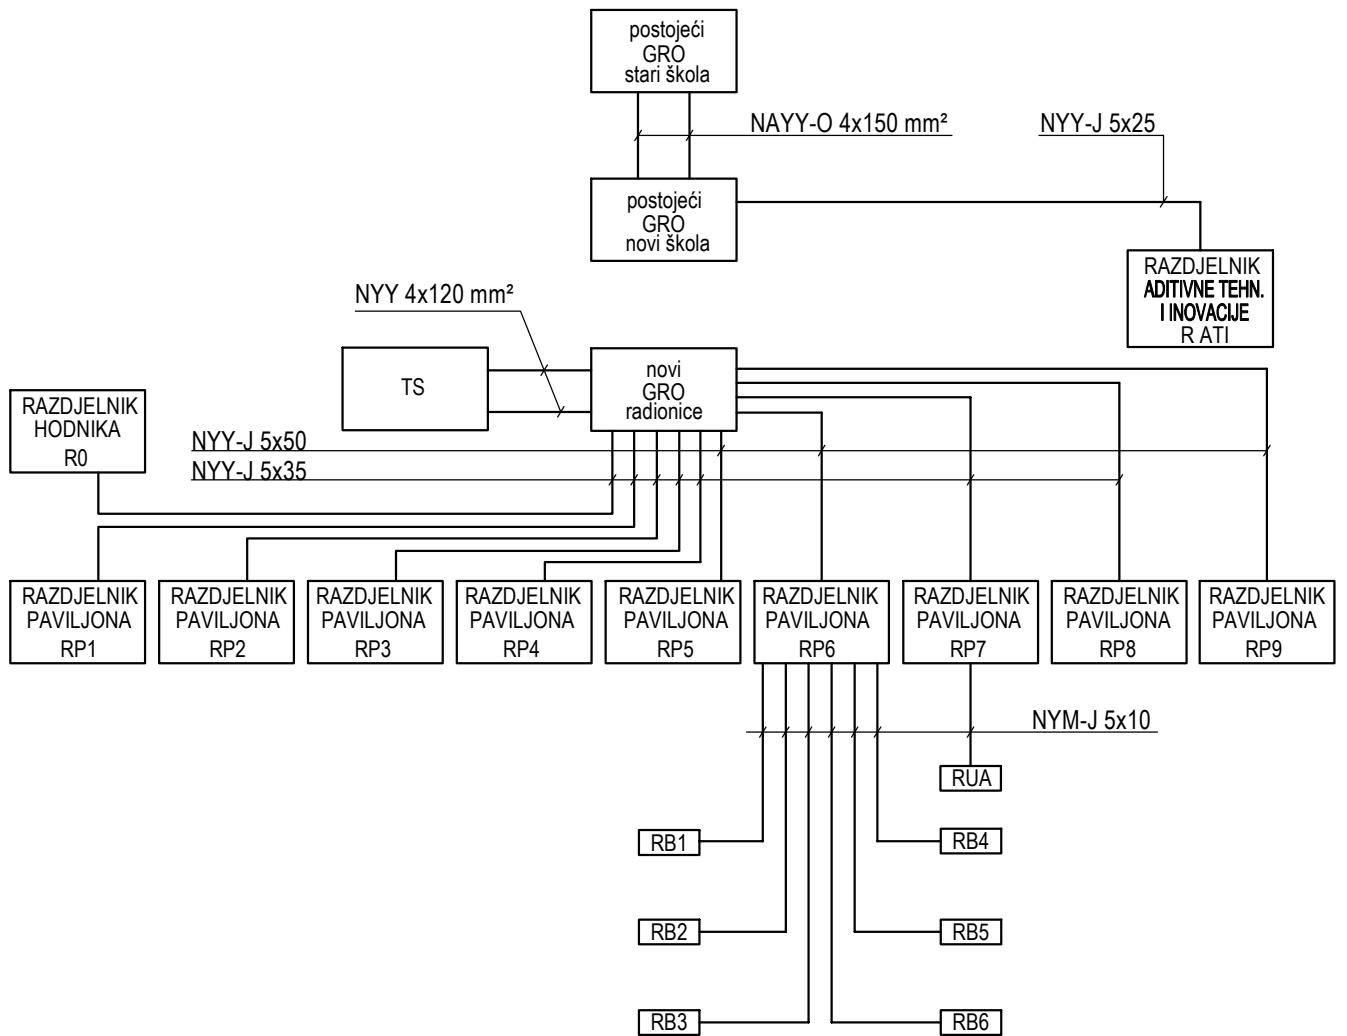 postojeći
GRO
stari škola
NAYY-O 4x150 mm²
NYY-J 5x25
postojeći
GRO
novi škola
RAZDJELNIK
ADITIVNE TEHN.
I INOVACIJE
R ATI
NYY 4x120 mm²
TS
novi
GRO
radionice
RAZDJELNIK
HODNIKA
R0
NYY-J 5x50
NYY-J 5x35
RAZDJELNIK
PAVILJONA
RP1
RAZDJELNIK
PAVILJONA
RP2
RAZDJELNIK
PAVILJONA
RP3
RAZDJELNIK
PAVILJONA
RP4
RAZDJELNIK
PAVILJONA
RP5
RAZDJELNIK
PAVILJONA
RP6
RAZDJELNIK
PAVILJONA
RP7
RAZDJELNIK
PAVILJONA
RP8
RAZDJELNIK
PAVILJONA
RP9
NYM-J 5x10
RUA
RB1
RB4
RB2
RB5
RB3
RB6